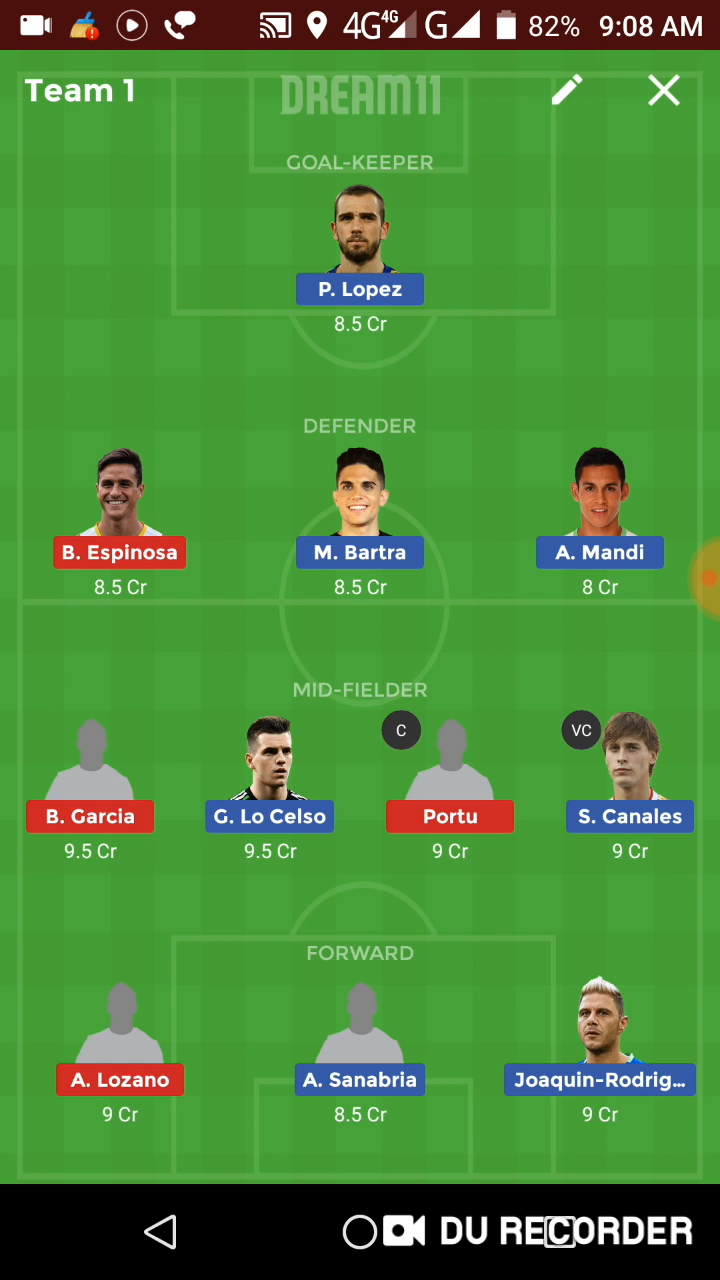 4G 4G G 82% 9:08 AM
Team 1 DREAM11
GOAL-KEEPER
P. Lopez
8.5 Cr
DEFENDER
B. Espinosa M. Bartra A. Mandi
8.5 Cr 8.5 Cr 8 Cr
MID-FIELDER
C VC
B. Garcia G. Lo Celso Portu S. Canales
9.5 Cr 9.5 Cr 9 Cr 9 Cr
FORWARD
A. Lozano A. Sanabria Joaquin-Rodrig...
9 Cr 8.5 Cr 9 Cr
DU RECORDER